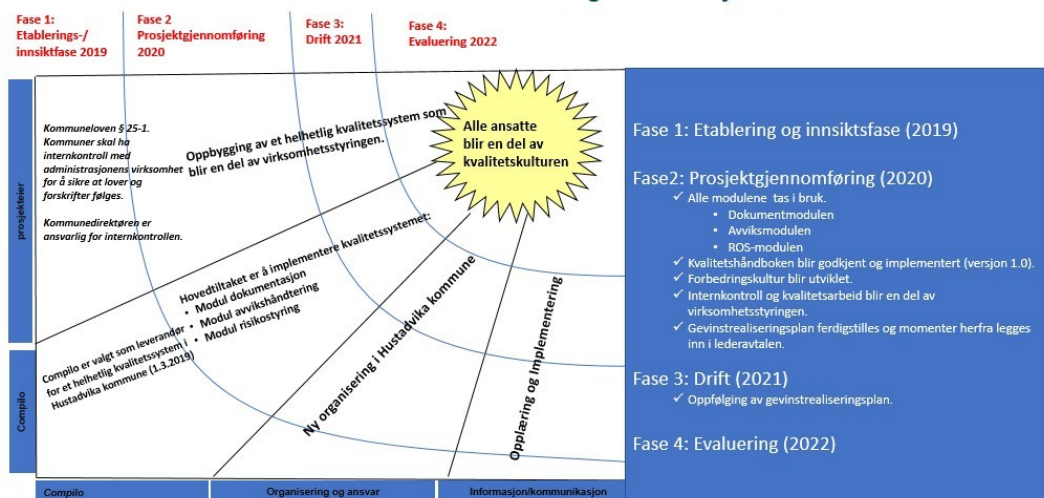 Fase 1:
Etablerings-/
innsiktfase 2019
Fase 2
Prosjektgjennomføring
2020
Fase 3:
Drift 2021
Fase 4:
Evaluering 2022
prosjekteier
Kommuneloven § 25-1.
Kommuner skal ha
internkontroll med
administrasjonens virksomhet
for å sikre at lover og
forskrifter følges.
Kommunedirektøren er
ansvarlig for internkontrollen.
Oppbygging av et helhetlig kvalitetssystem som
blir en del av virksomhetsstyringen.
Alle ansatte
blir en del av
kvalitetskulturen
Hovedtiltaket er å implementere kvalitetssystemet:
• Modul dokumentasjon
• Modul avvikshåndtering
• Modul risikostyring
Compilo
Compilo er valgt som leverandør
for et helhetlig kvalitetssystem i
Hustadvika kommune (1.3.2019)
Ny organisering i Hustadvika kommune
Opplæring og Implementering
Compilo
Organisering og ansvar
Informasjon/kommunikasjon
Fase 1: Etablering og innsiktsfase (2019)
Fase2: Prosjektgjennomføring (2020)
✓ Alle modulene tas i bruk.
• Dokumentmodulen
• Avviksmodulen
• ROS-modulen
✓ Kvalitetshåndboken blir godkjent og implementert (versjon 1.0).
✓ Forbedringskultur blir utviklet.
✓ Internkontroll og kvalitetsarbeid blir en del av
virksomhetsstyringen.
✓ Gevinstrealiseringsplan ferdigstilles og momenter herfra legges
inn i lederavtalen.
Fase 3: Drift (2021)
✓ Oppfølging av gevinstrealiseringsplan.
Fase 4: Evaluering (2022)